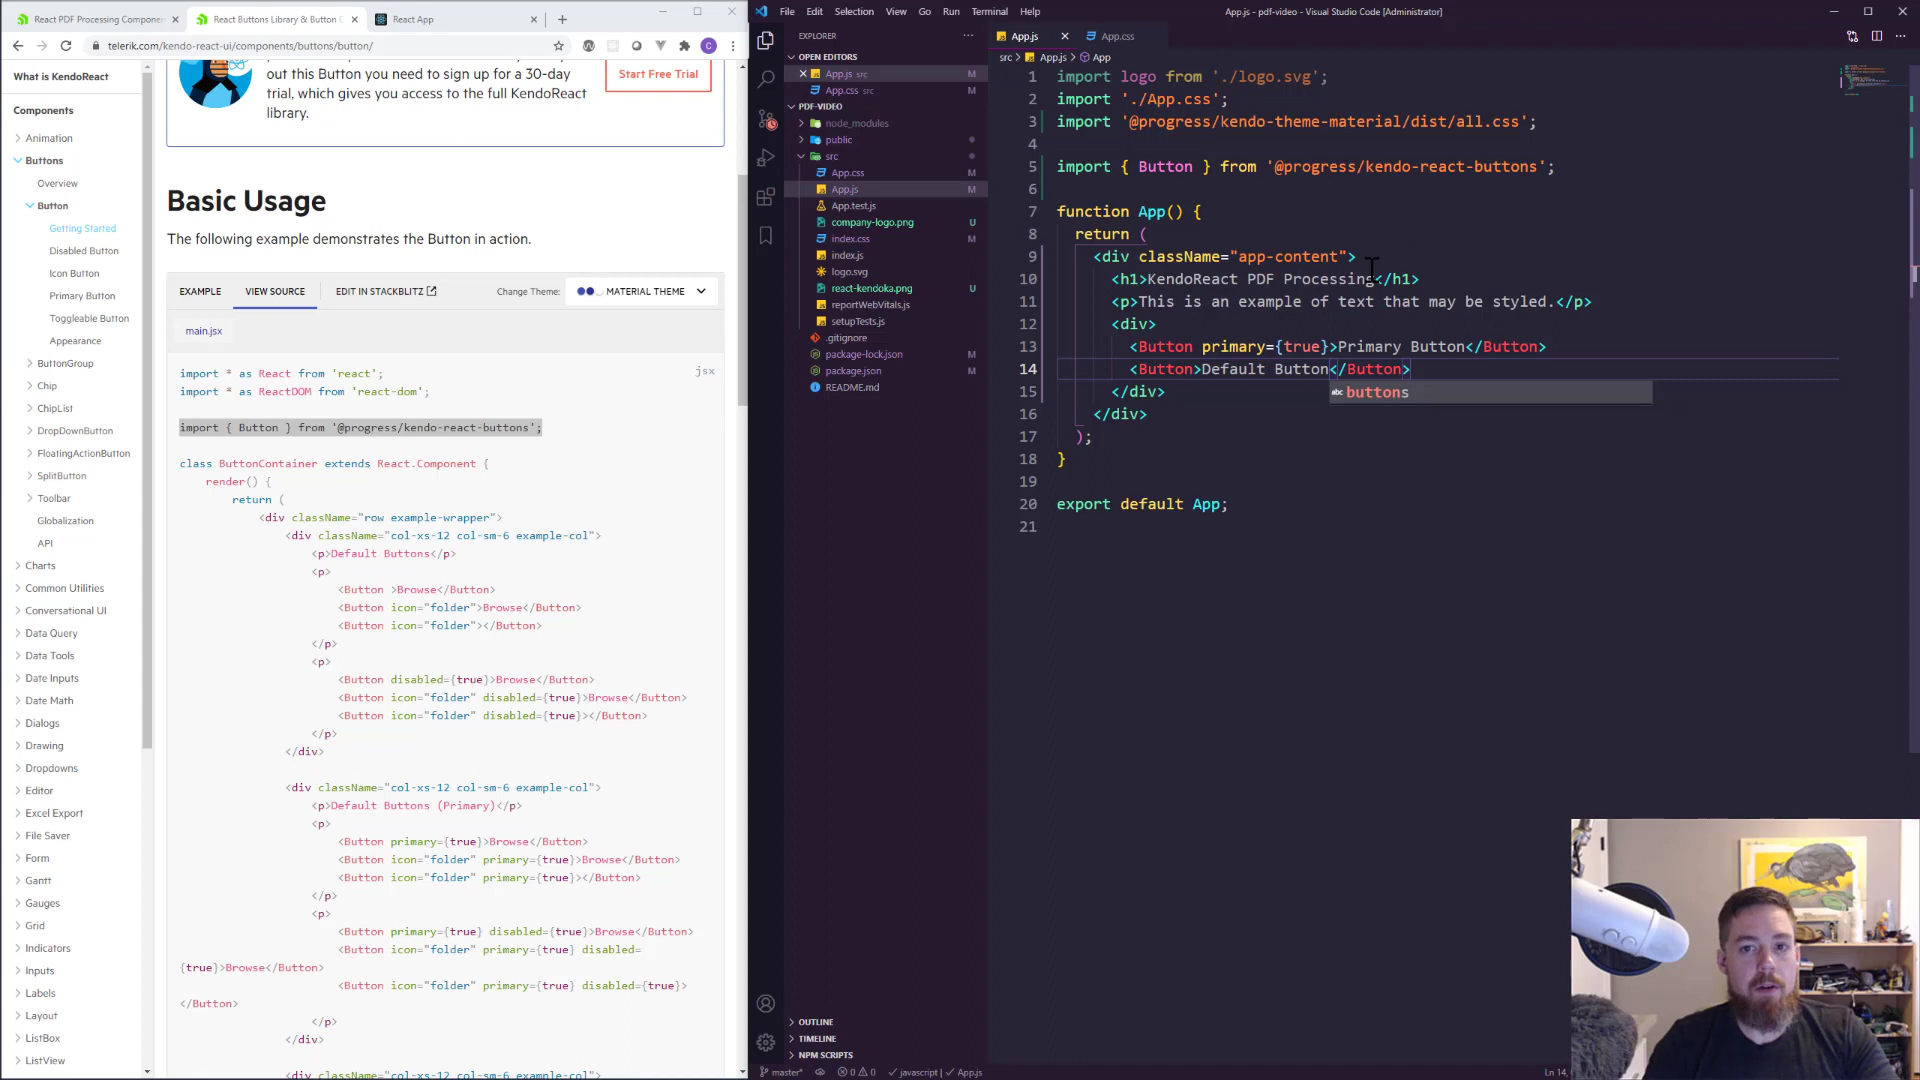 React PDF Processing Componen
React Buttons Library & Button C
React App
telerik.com/kendo-react-ui/components/buttons/button/
C
What is KendoReact
Components
Animation
Buttons
Overview
Button
Getting Started
Disabled Button
Icon Button
Primary Button
Toggleable Button
Appearance
ButtonGroup
Chip
ChipList
DropDownButton
FloatingActionButton
SplitButton
Toolbar
Globalization
API
Charts
Common Utilities
Conversational UI
Data Query
Data Tools
Date Inputs
Date Math
Dialogs
Drawing
Dropdowns
Editor
Excel Export
File Saver
Form
Gantt
Gauges
Grid
Indicators
Inputs
Labels
Layout
ListBox
ListView
out this Button you need to sign up for a 30-day
trial, which gives you access to the full KendoReact
library.
Start Free Trial
Basic Usage
The following example demonstrates the Button in action.
EXAMPLE
VIEW SOURCE
EDIT IN STACKBLITZ
Change Theme:
MATERIAL THEME
main.jsx
jsx
import * as React from 'react';
import * as ReactDOM from 'react-dom';
import { Button } from '@progress/kendo-react-buttons';
class ButtonContainer extends React.Component {
render() {
return (
<div className="row example-wrapper">
<div className="col-xs-12 col-sm-6 example-col">
<p>Default Buttons</p>
<p>
<Button >Browse</Button>
<Button icon="folder">Browse</Button>
<Button icon="folder"></Button>
</p>
<p>
<Button disabled={true}>Browse</Button>
<Button icon="folder" disabled={true}>Browse</Button>
<Button icon="folder" disabled={true}></Button>
</p>
</div>
<div className="col-xs-12 col-sm-6 example-col">
<p>Default Buttons (Primary)</p>
<p>
<Button primary={true}>Browse</Button>
<Button icon="folder" primary={true}>Browse</Button>
<Button icon="folder" primary={true}></Button>
</p>
<p>
<Button primary={true} disabled={true}>Browse</Button>
<Button icon="folder" primary={true} disabled=
{true}>Browse</Button>
<Button icon="folder" primary={true} disabled={true}>
</Button>
</p>
</div>
<div className="col-xs-12 col-sm-6 example-col">
File Edit Selection View Go Run Terminal Help
App.js - pdf-video - Visual Studio Code [Administrator]
EXPLORER
OPEN EDITORS
App.js src M
App.css src M
PDF-VIDEO
node_modules
public
src
App.css M
App.js M
App.test.js
company-logo.png U
index.css M
index.js M
logo.svg
react-kendoka.png U
reportWebVitals.js
setupTests.js
.gitignore
package-lock.json M
package.json M
README.md
OUTLINE
TIMELINE
NPM SCRIPTS
App.js
App.css
src > App.js > App
1 import logo from './logo.svg';
2 import './App.css';
3 import '@progress/kendo-theme-material/dist/all.css';
4
5 import { Button } from '@progress/kendo-react-buttons';
6
7 function App() {
8 return (
9 <div className="app-content">
10 <h1>KendoReact PDF Processing</h1>
11 <p>This is an example of text that may be styled.</p>
12 <div>
13 <Button primary={true}>Primary Button</Button>
14 <Button>Default Button</Button>
15 </div>
abc buttons
16 </div>
17 );
18 }
19
20 export default App;
21
master* 0 0 javascript App.js
Ln 14,